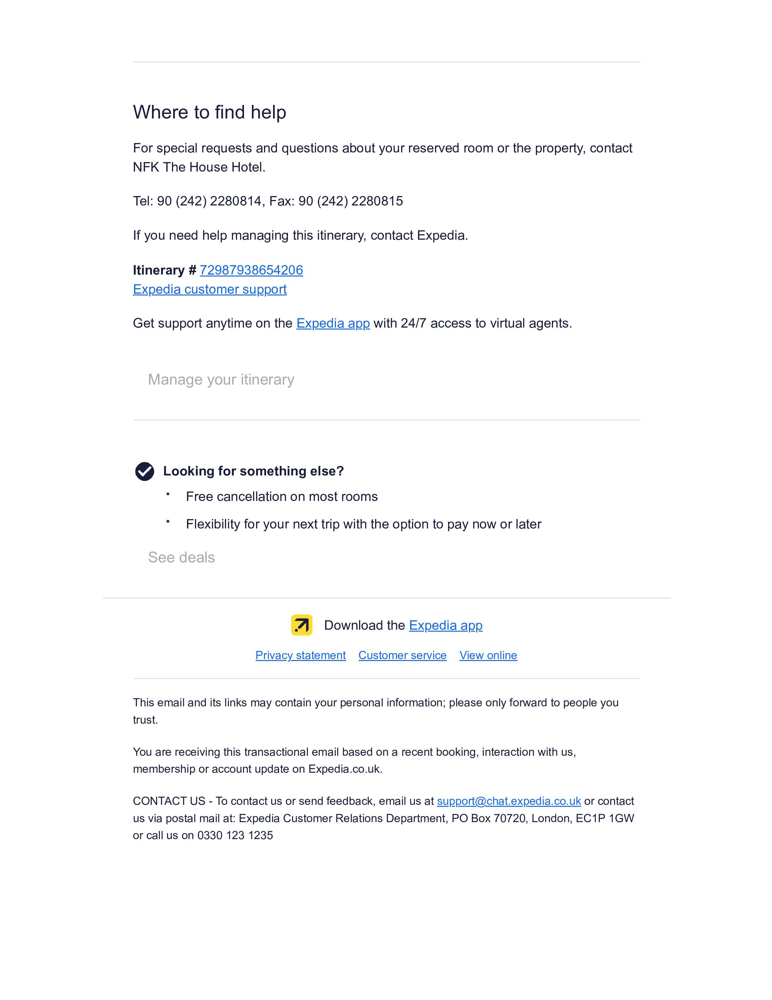 Where to find help
For special requests and questions about your reserved room or the property, contact
NFK The House Hotel.
Tel: 90 (242) 2280814, Fax: 90 (242) 2280815
If you need help managing this itinerary, contact Expedia.
Itinerary # 72987938654206
Expedia customer support
Get support anytime on the Expedia app with 24/7 access to virtual agents.
Manage your itinerary
Looking for something else?
• Free cancellation on most rooms
• Flexibility for your next trip with the option to pay now or later
See deals
Download the Expedia app
Privacy statement Customer service View online
This email and its links may contain your personal information; please only forward to people you
trust.
You are receiving this transactional email based on a recent booking, interaction with us,
membership or account update on Expedia.co.uk.
CONTACT US - To contact us or send feedback, email us at support@chat.expedia.co.uk or contact
us via postal mail at: Expedia Customer Relations Department, PO Box 70720, London, EC1P 1GW
or call us on 0330 123 1235